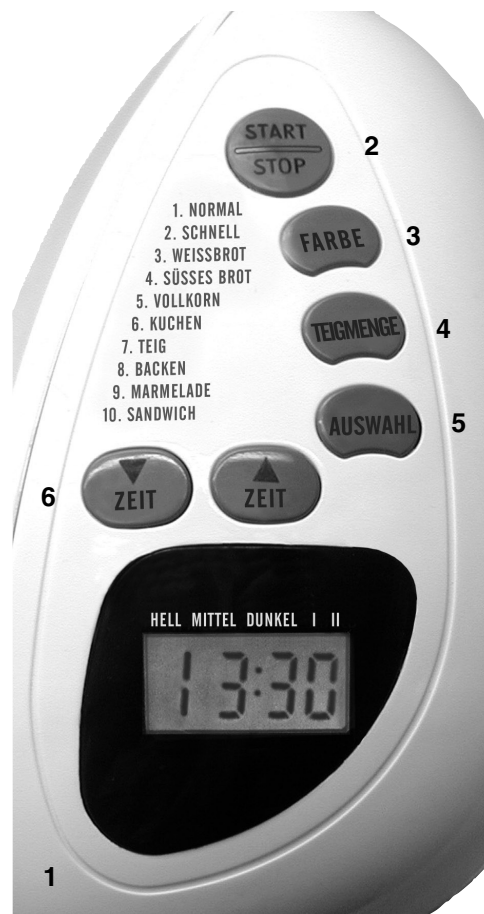 START
STOP
2
1. NORMAL
2. SCHNELL
3. WEISSBROT
4. SÜSSES BROT
5. VOLLKORN
6. KUCHEN
7. TEIG
8. BACKEN
9. MARMELADE
10. SANDWICH
FARBE
3
TEIGMENGE
4
AUSWAHL
5
6
▼
ZEIT
▲
ZEIT
HELL MITTEL DUNKEL I II
1 3:30
1